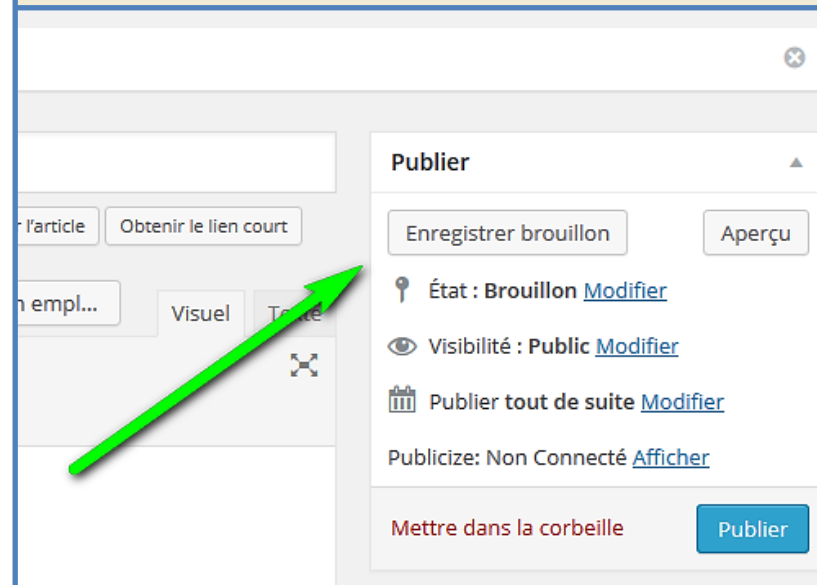 Publier
r l'article Obtenir le lien court
Enregistrer brouillon Aperçu
État : Brouillon Modifier
n empl...
Visuel Texte
Visibilité : Public Modifier
Publier tout de suite Modifier
Publicize: Non Connecté Afficher
Mettre dans la corbeille Publier